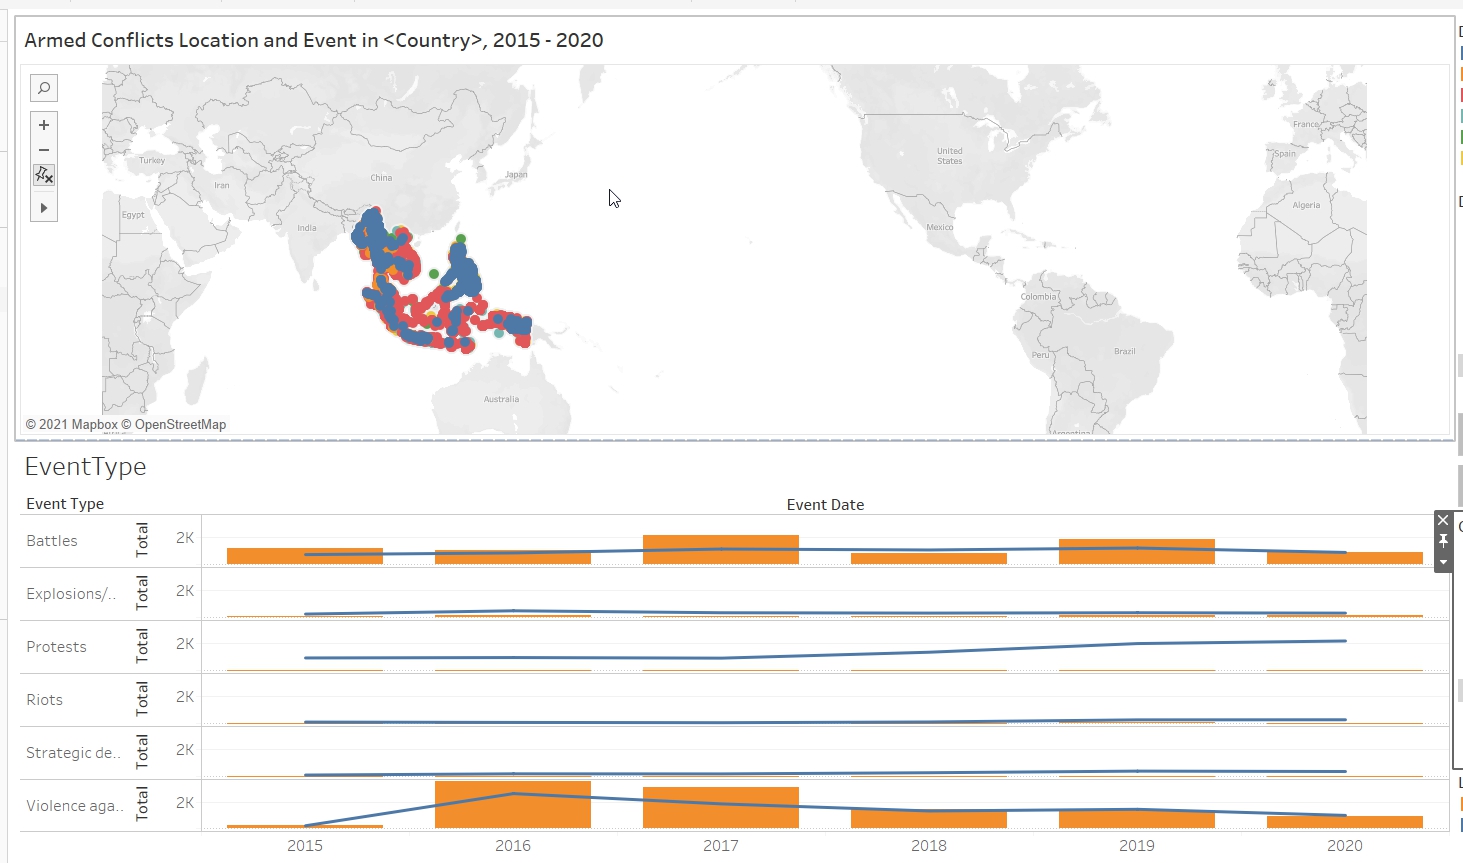 Armed Conflicts Location and Event in <Country>, 2015 - 2020
Turkey
Iran
Egypt
China
India
Japan
Australia
United
States
Mexico
Colombia
Peru
Brazil
France
Spain
Algeria
© 2021 Mapbox © OpenStreetMap
EventType
Event Type
Event Date
Battles
Total
2K
Explosions/..
Total
2K
Protests
Total
2K
Riots
Total
2K
Strategic de..
Total
2K
Violence aga..
Total
2K
2015 2016 2017 2018 2019 2020